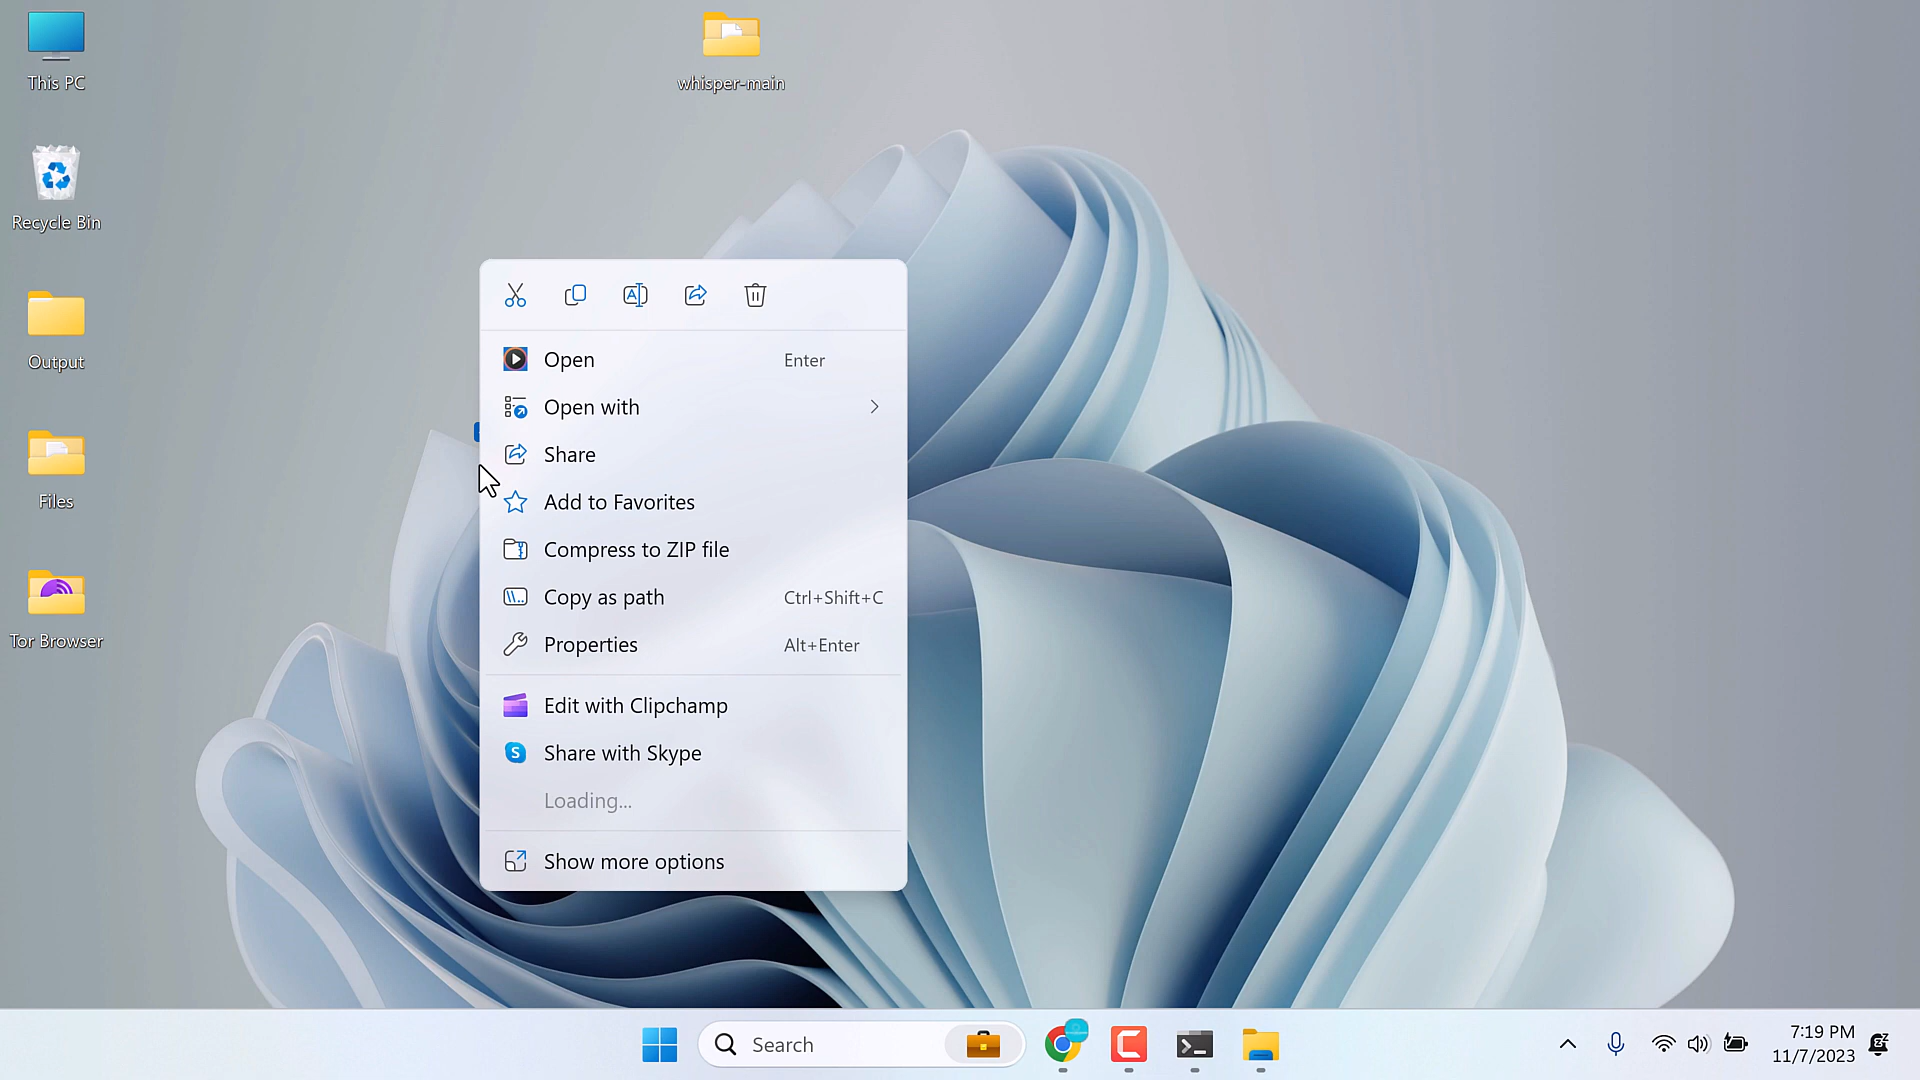 This PC
whisper-main
Recycle Bin
Output
Files
Tor Browser
Open Enter
Open with
Share
Add to Favorites
Compress to ZIP file
Copy as path Ctrl+Shift+C
Properties Alt+Enter
Edit with Clipchamp
Share with Skype
Loading...
Show more options
Search
7:19 PM
11/7/2023